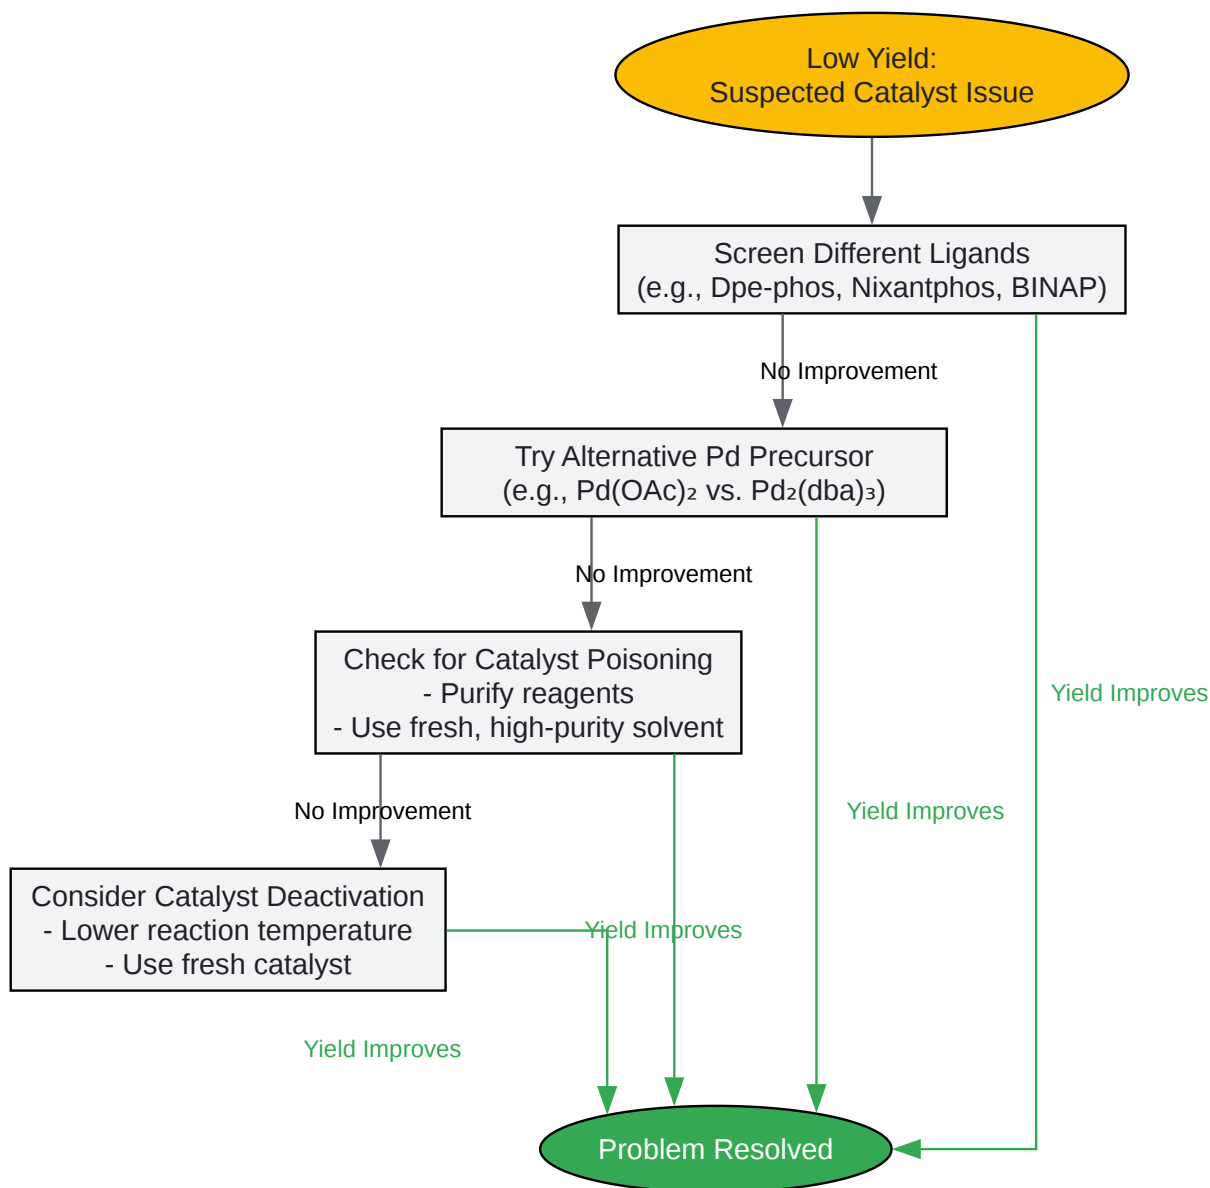 Low Yield:
Suspected Catalyst Issue
Screen Different Ligands
(e.g., Dpe-phos, Nixantphos, BINAP)
No Improvement
Try Alternative Pd Precursor
(e.g., Pd(OAc)₂ vs. Pd₂(dba)₃)
No Improvement
Check for Catalyst Poisoning
- Purify reagents
- Use fresh, high-purity solvent
Yield Improves
No Improvement
Yield Improves
Consider Catalyst Deactivation
- Lower reaction temperature
- Use fresh catalyst
Yield Improves
Yield Improves
Problem Resolved